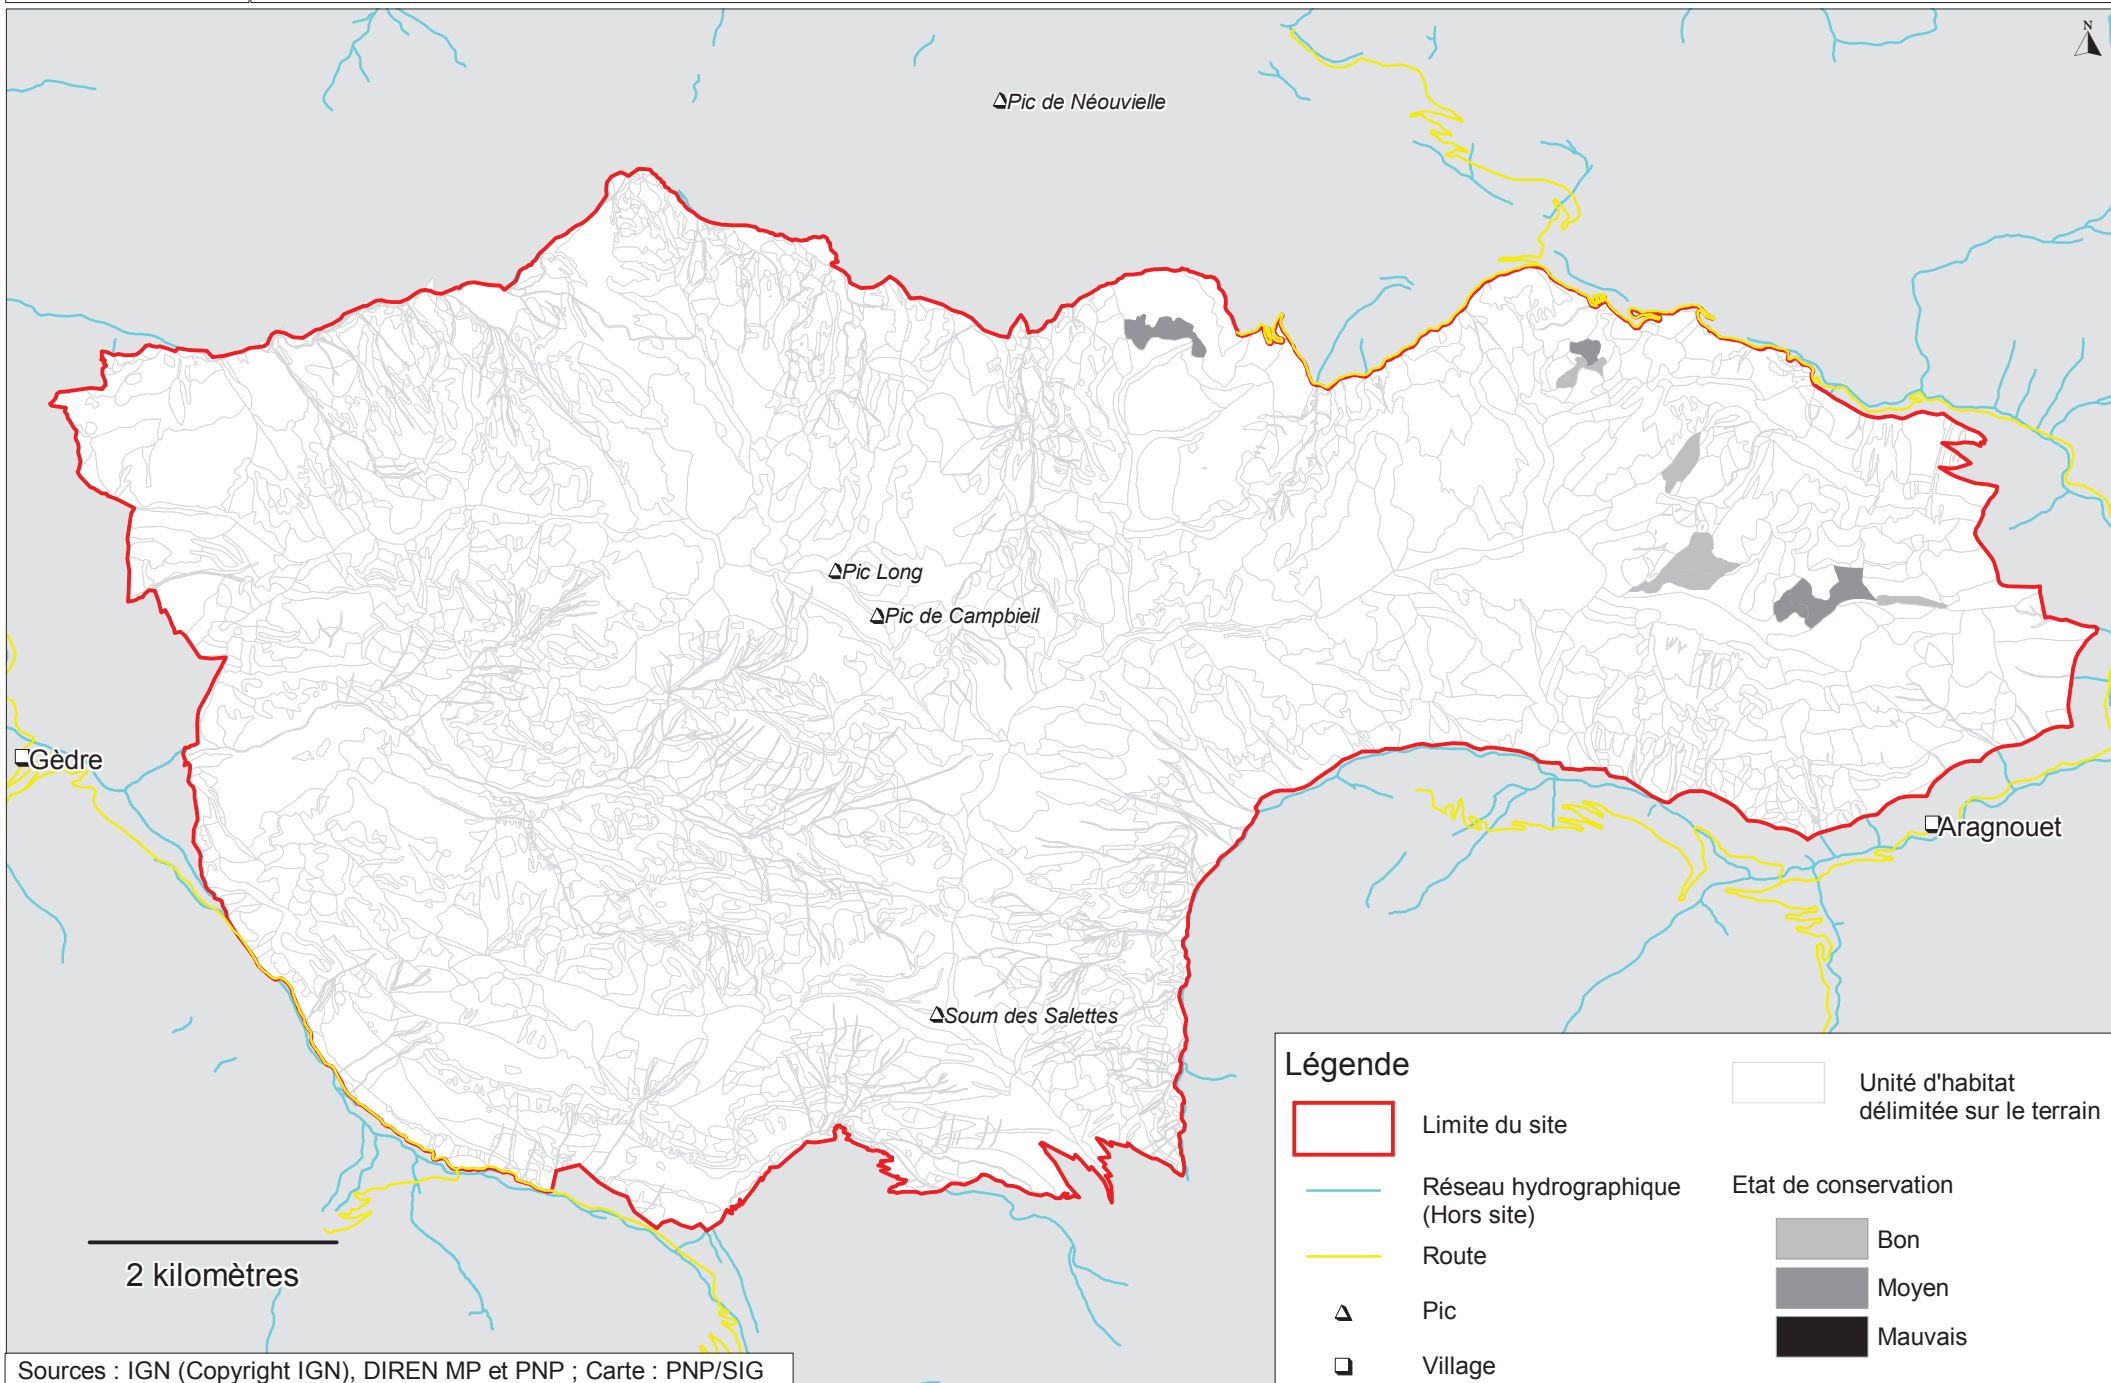 N
Pic de Néouvielle
Pic Long
Pic de Campbieil
Gèdre
Aragnouet
Soum des Salettes
2 kilomètres
Légende
Limite du site
Réseau hydrographique
(Hors site)
Route
Pic
Village
Unité d'habitat
délimitée sur le terrain
Etat de conservation
Bon
Moyen
Mauvais
Sources : IGN (Copyright IGN), DIREN MP et PNP ; Carte : PNP/SIG